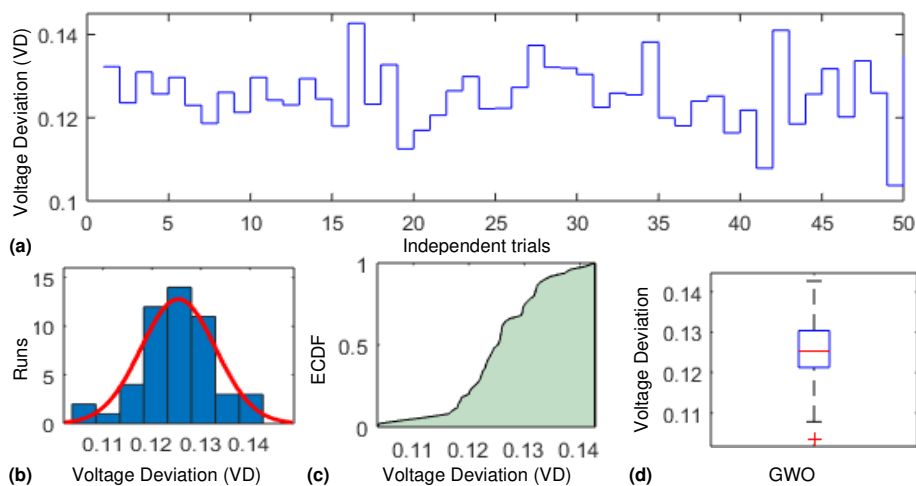 Voltage Deviation (VD)
0.14
0.12
0.1
0 5 10 15 20 25 30 35 40 45 50
(a) Independent trials
Runs
15
10
5
0
0.11 0.12 0.13 0.14
(b) Voltage Deviation (VD)
ECDF
1
0.5
0
0.11 0.12 0.13 0.14
(c) Voltage Deviation (VD)
Voltage Deviation
0.14
0.13
0.12
0.11
(d) GWO